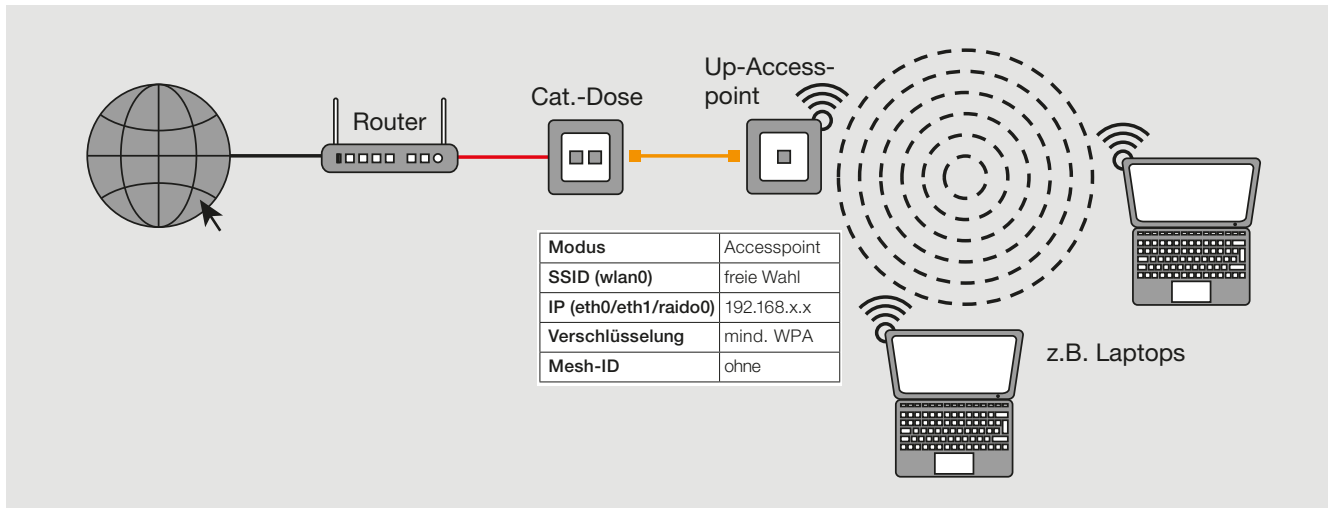 Router
Cat.-Dose
Up-Access-
point
Modus Accesspoint
SSID (wlan0) freie Wahl
IP (eth0/eth1/raido0) 192.168.x.x
Verschlüsselung mind. WPA
Mesh-ID ohne
z.B. Laptops